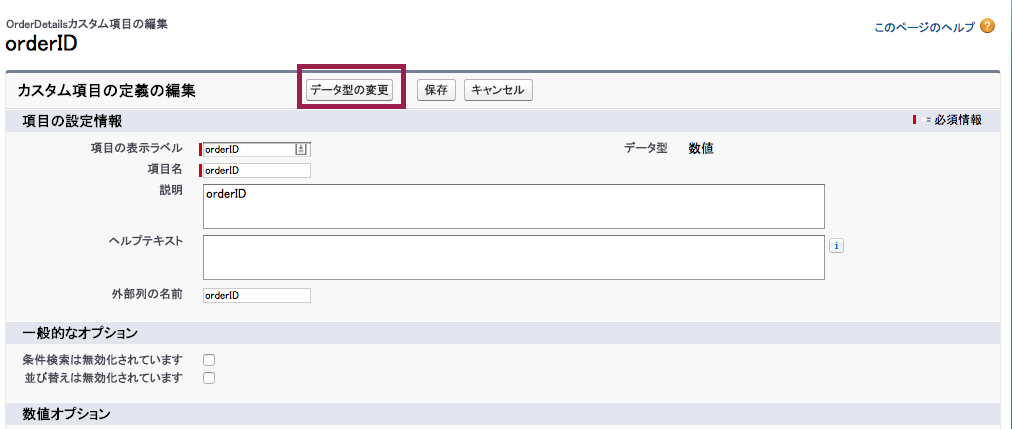 OrderDetailsカスタム項目の編集
orderID
このページのヘルプ ?
カスタム項目の定義の編集 データ型の変更 保存 キャンセル
項目の設定情報 = 必須情報
項目の表示ラベル orderID データ型 数値
項目名 orderID
説明 orderID
ヘルプテキスト i
外部列の名前 orderID
一般的なオプション
条件検索は無効化されています
並び替えは無効化されています
数値オプション